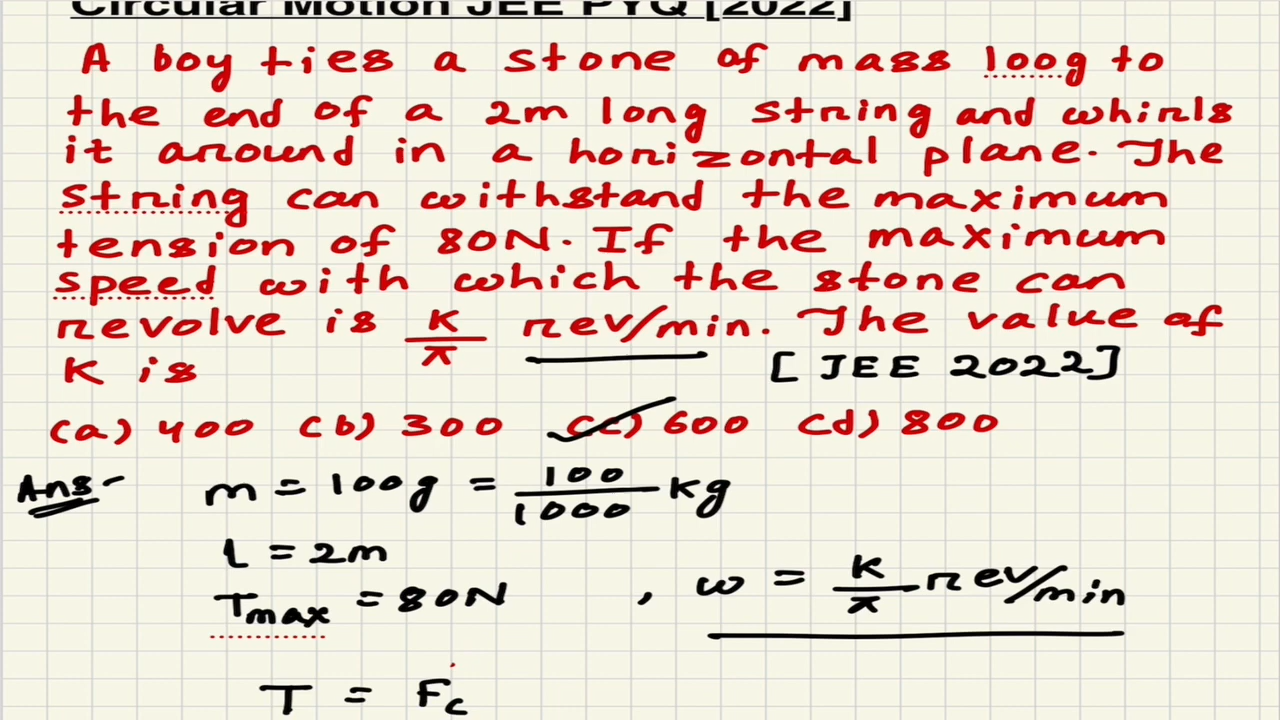 Circular Motion JEE PYQ [2022]
A boy ties a stone of mass 100g to
the end of a 2m long string and whirls
it around in a horizontal plane. The
string can withstand the maximum
tension of 80N. If the maximum
speed with which the stone can
revolve is K/π rev/min. The value of
K is [JEE 2022]
(a) 400 (b) 300 (c) 600 (d) 800
Ans- m = 100g = 100/1000 kg
L = 2m
Tmax = 80N , ω = K/π rev/min
T = Fc